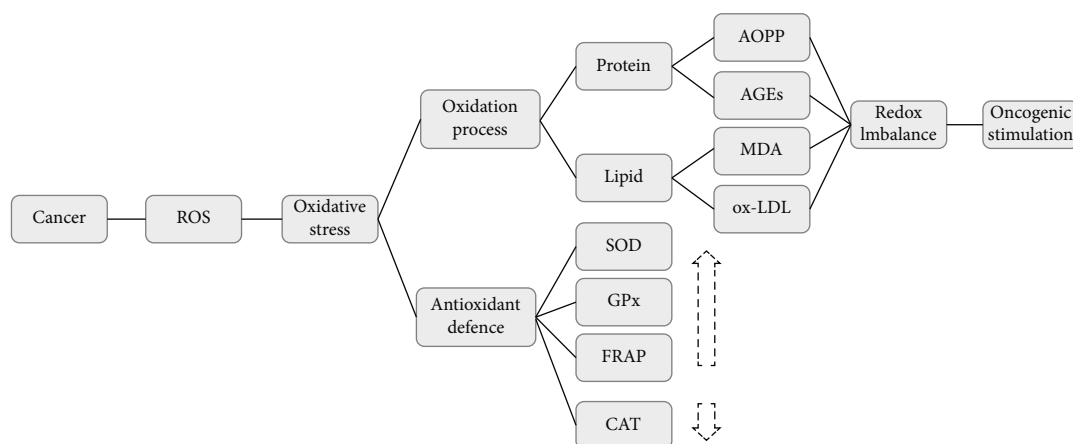 Cancer
ROS
Oxidative
stress
Oxidation
process
Antioxidant
defence
Protein
Lipid
AOPP
AGEs
MDA
ox-LDL
SOD
GPx
FRAP
CAT
Redox
Imbalance
Oncogenic
stimulation